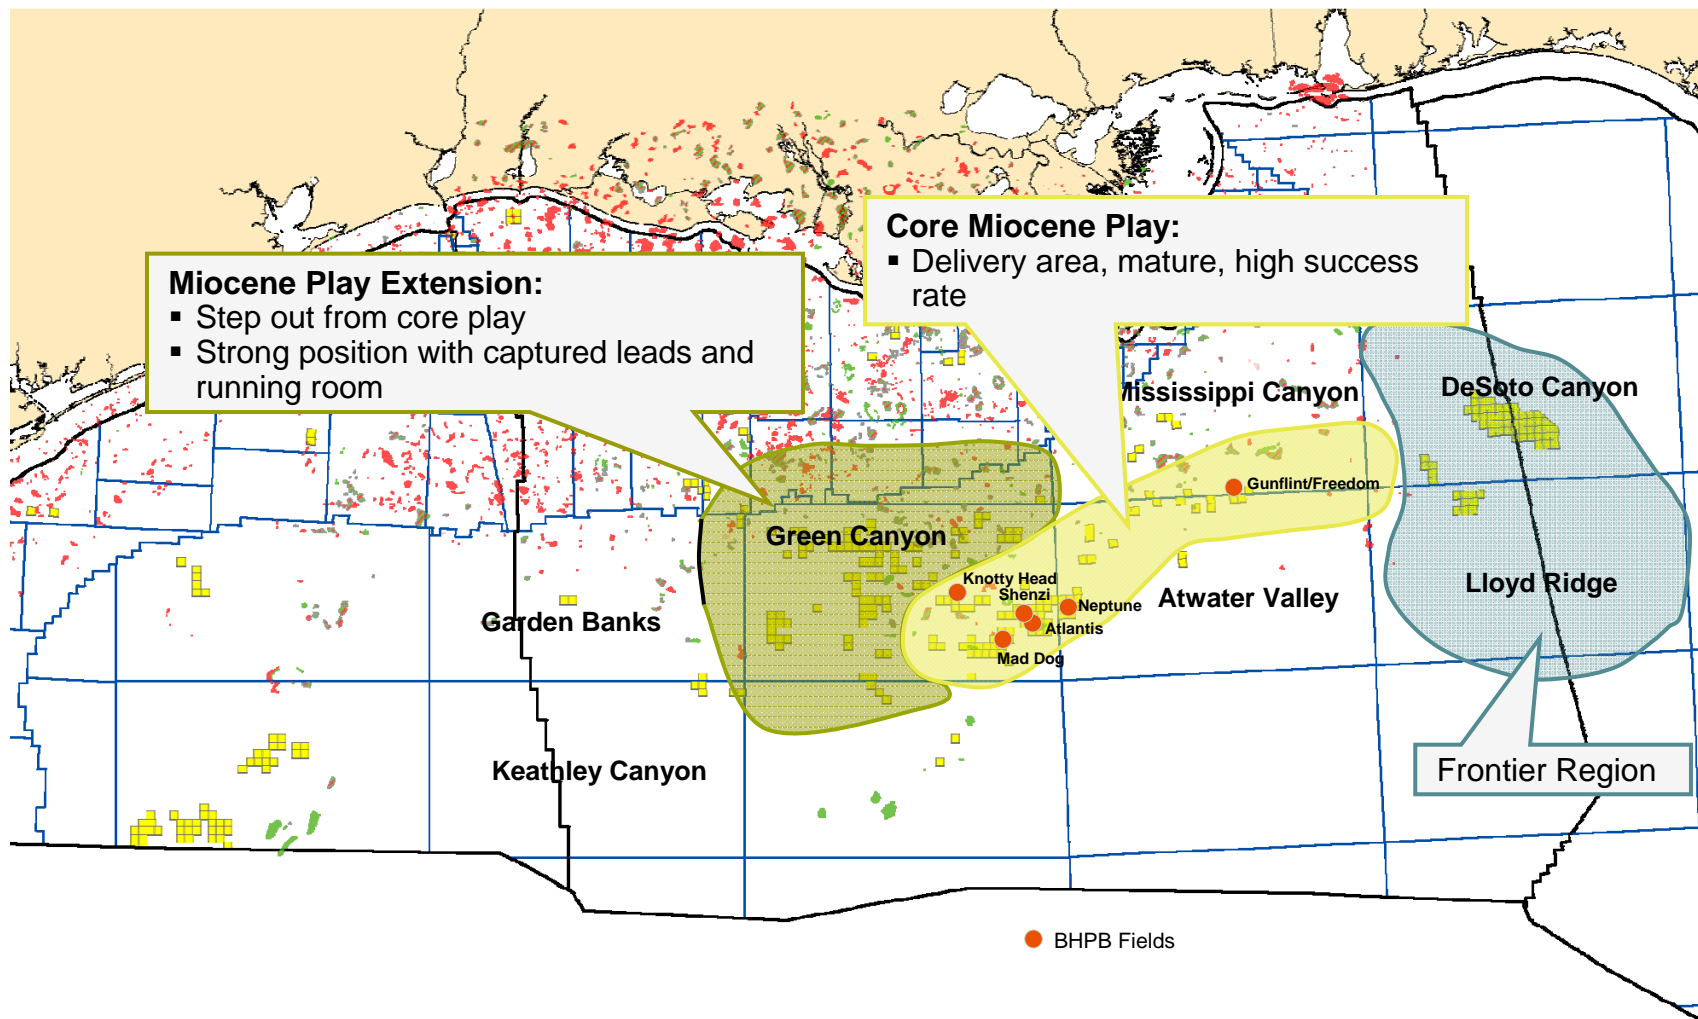 Core Miocene Play:
▪ Delivery area, mature, high success
rate
Miocene Play Extension:
▪ Step out from core play
▪ Strong position with captured leads and
running room
Mississippi Canyon
DeSoto Canyon
Gunflint/Freedom
Green Canyon
Knotty Head
Shenzi
Neptune
Atlantis
Mad Dog
Atwater Valley
Lloyd Ridge
Garden Banks
Keathley Canyon
Frontier Region
BHPB Fields